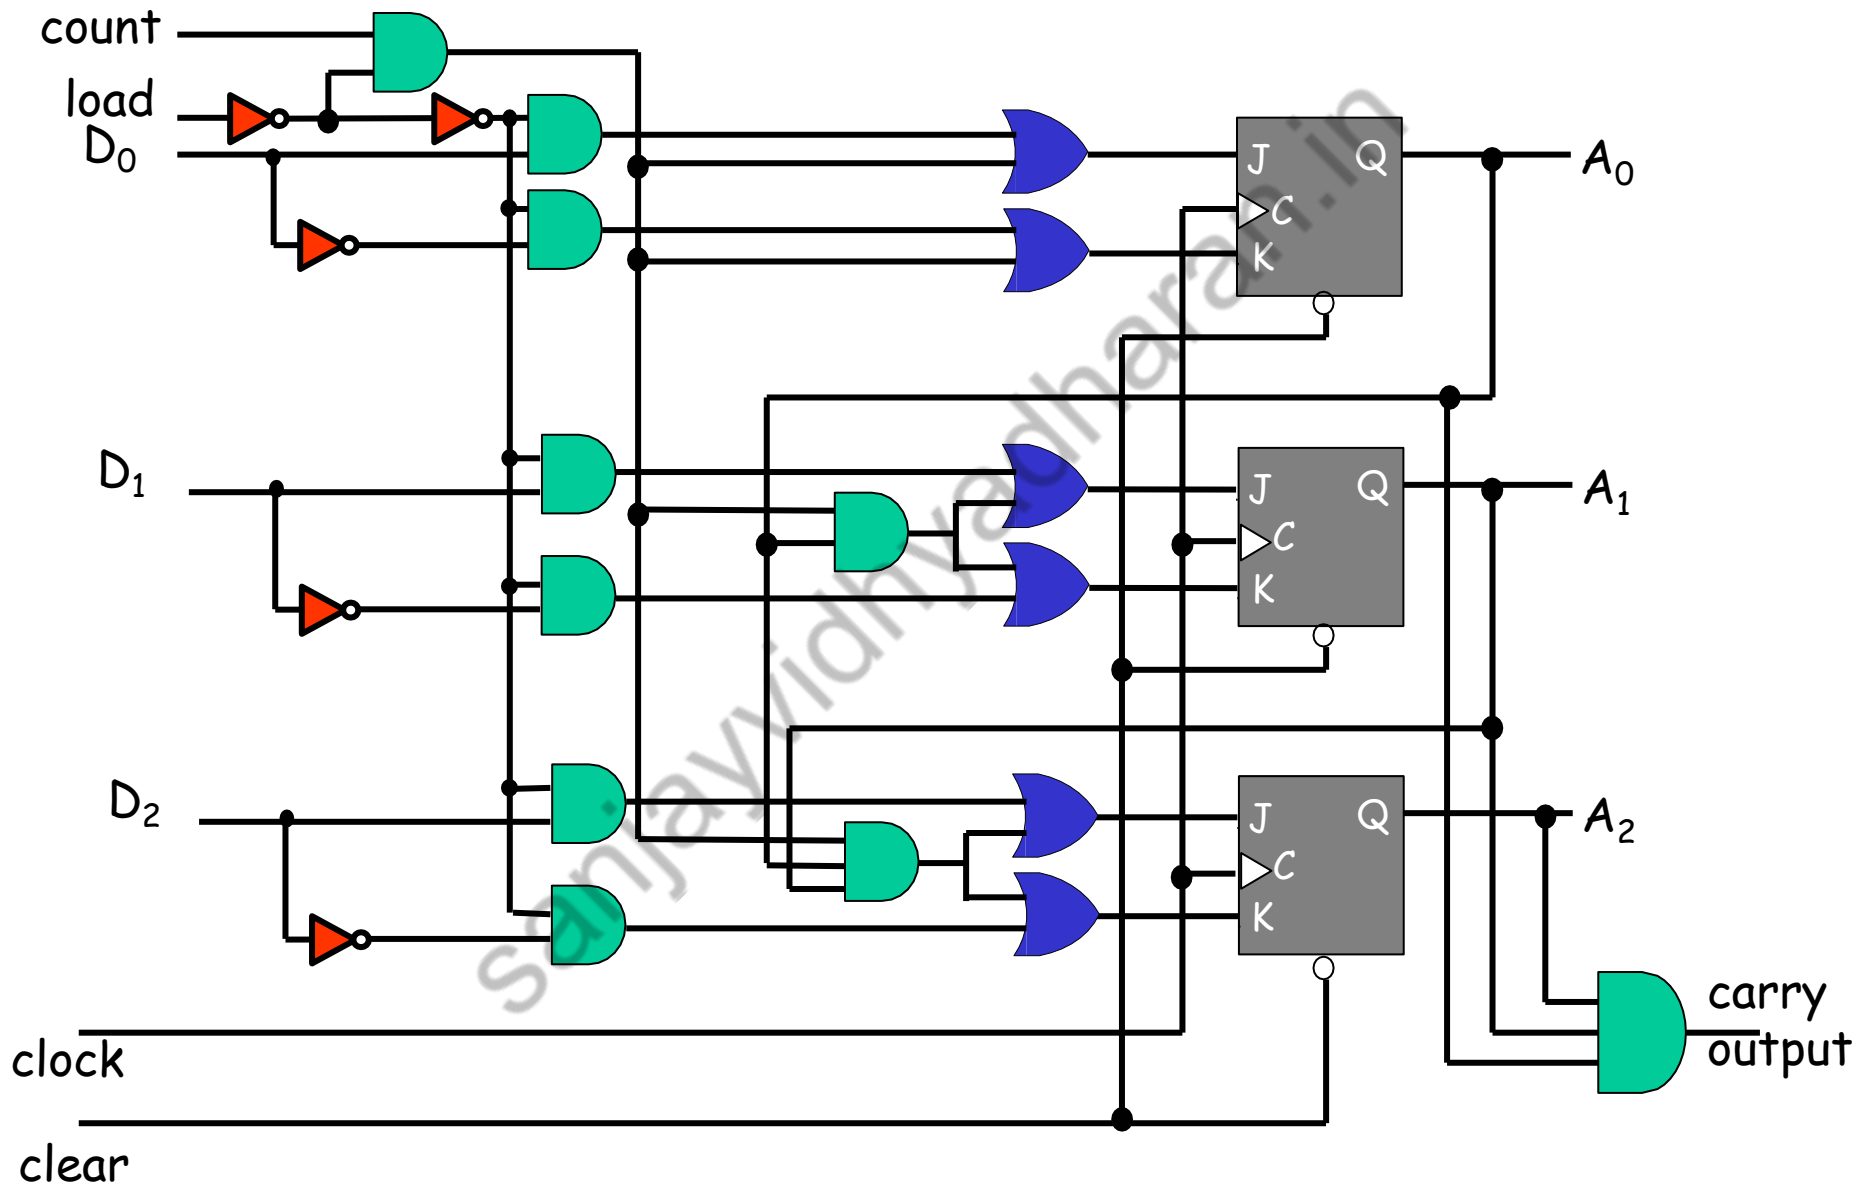 count
load
D0
J Q
C
K
A0
D1
J Q
C
K
A1
D2
J Q
C
K
A2
carry
output
clock
clear
sanjayvidhyadharan.in